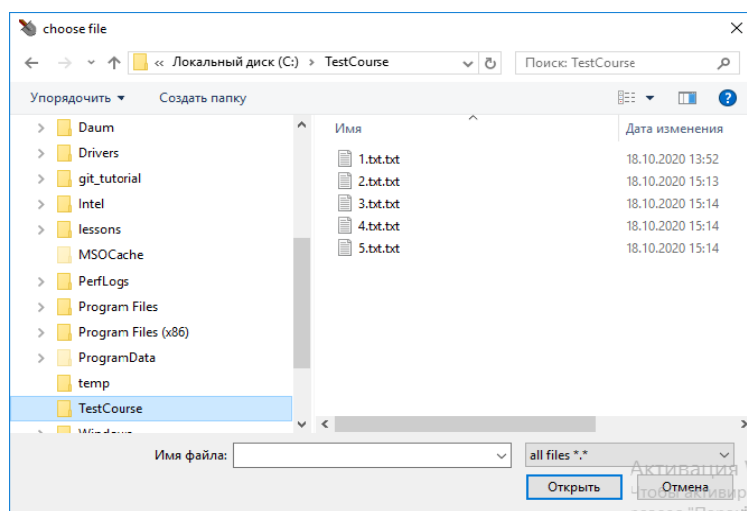 choose file
« Локальный диск (C:) > TestCourse
Поиск: TestCourse
Упорядочить
Создать папку
Daum
Drivers
git_tutorial
Intel
lessons
MSOCache
PerfLogs
Program Files
Program Files (x86)
ProgramData
temp
TestCourse
Windows
Имя Дата изменения
1.txt.txt 18.10.2020 13:52
2.txt.txt 18.10.2020 15:13
3.txt.txt 18.10.2020 15:14
4.txt.txt 18.10.2020 15:14
5.txt.txt 18.10.2020 15:14
Имя файла:
all files *.*
Активация
Открыть
Отмена
Чтобы